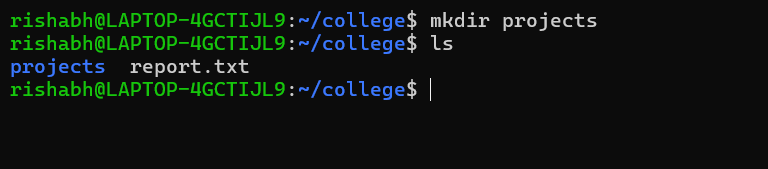 rishabh@LAPTOP-4GCTIJL9:~/college$ mkdir projects
rishabh@LAPTOP-4GCTIJL9:~/college$ ls
projects  report.txt
rishabh@LAPTOP-4GCTIJL9:~/college$